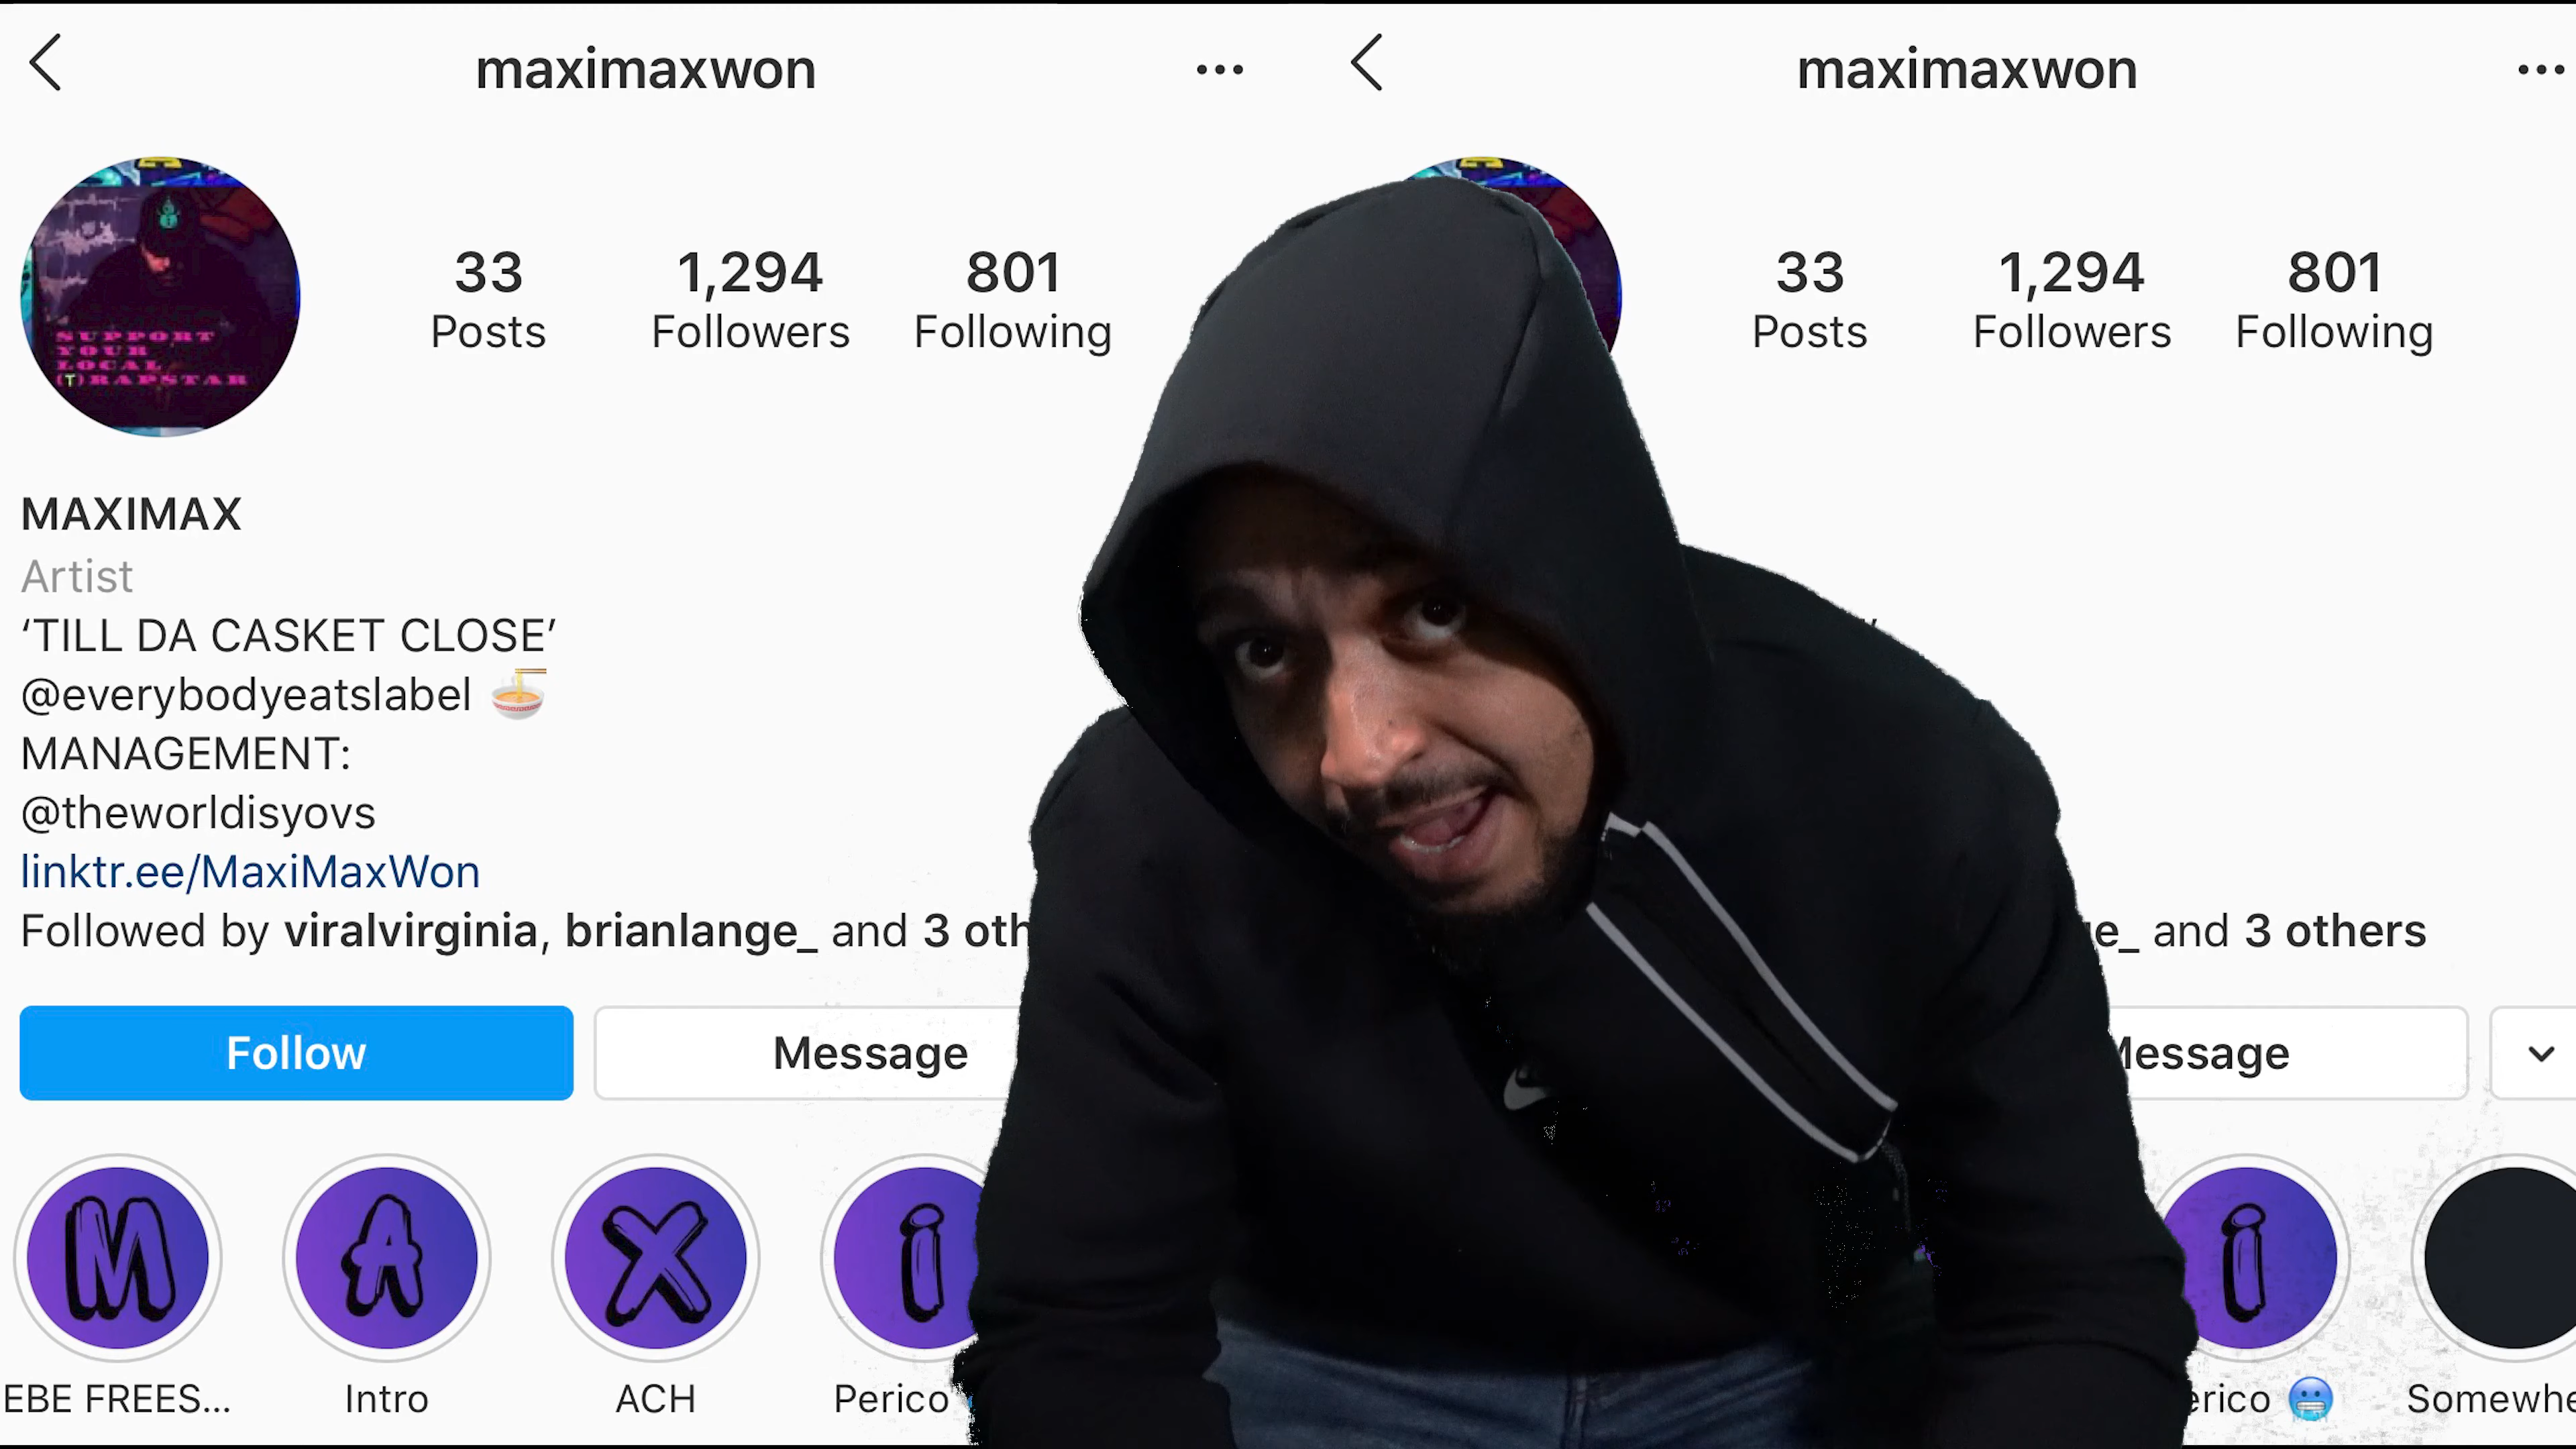 maximaxwon
33 1,294 801
Posts Followers Following
SUPPORT
YOUR
LOCAL
(T)RAPSTAR
MAXIMAX
Artist
‘TILL DA CASKET CLOSE’
@everybodyeatslabel 🍜
MANAGEMENT:
@theworldisyovs
linktr.ee/MaxiMaxWon
Followed by viralvirginia, brianlange_ and 3 oth
Follow Message
M A X i
EBE FREES... Intro ACH Perico
maximaxwon
33 1,294 801
Posts Followers Following
e_ and 3 others
Message
i
erico 🥶 Somewhe